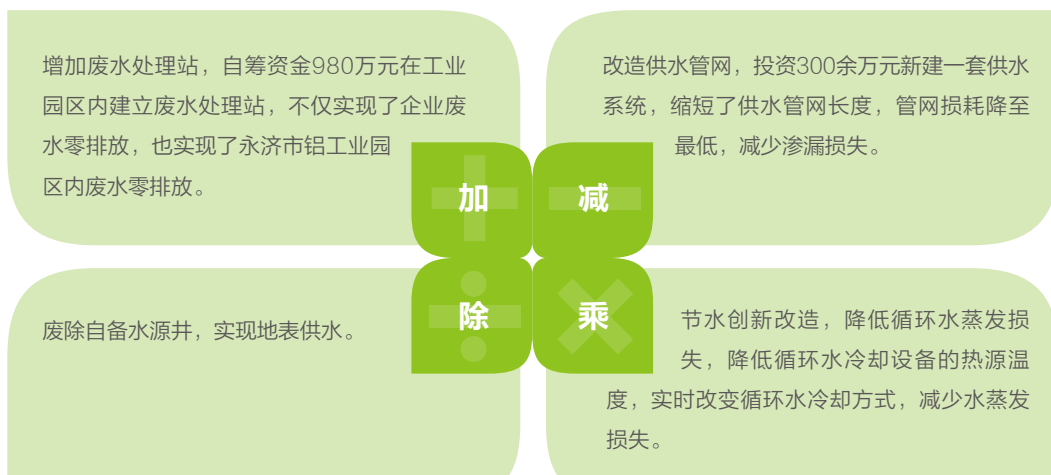 增加废水处理站，自筹资金980万元在工业
园区内建立废水处理站，不仅实现了企业废
水零排放，也实现了永济市铝工业园
区内废水零排放。
加
改造供水管网，投资300余万元新建一套供水
系统，缩短了供水管网长度，管网损耗降至
最低，减少渗漏损失。
减
废除自备水源井，实现地表供水。
除
乘
节水创新改造，降低循环水蒸发损
失，降低循环水冷却设备的热源温
度，实时改变循环水冷却方式，减少水蒸发
损失。